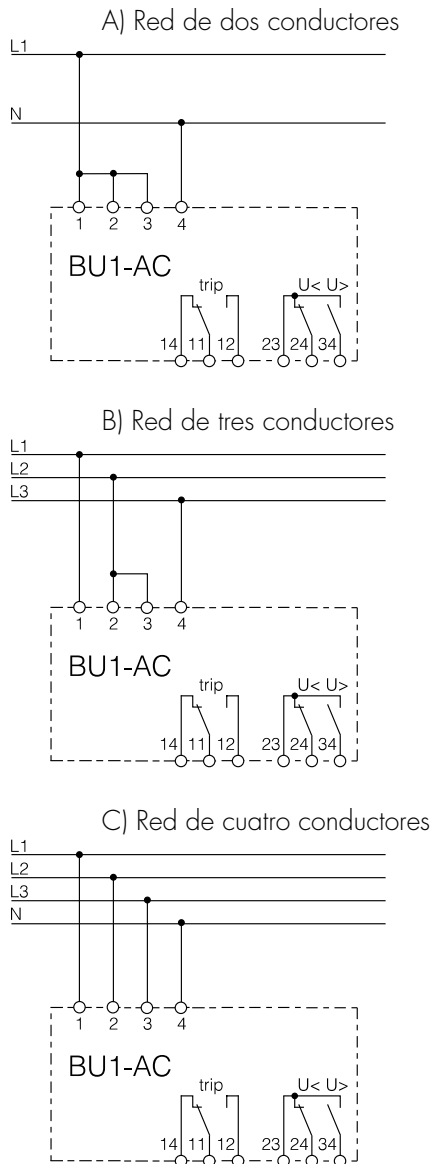 A) Red de dos conductores
L1
N
1 2 3 4
BU1-AC
trip U< U>
14 11 12 23 24 34
B) Red de tres conductores
L1
L2
L3
1 2 3 4
BU1-AC
trip U< U>
14 11 12 23 24 34
C) Red de cuatro conductores
L1
L2
L3
N
1 2 3 4
BU1-AC
trip U< U>
14 11 12 23 24 34